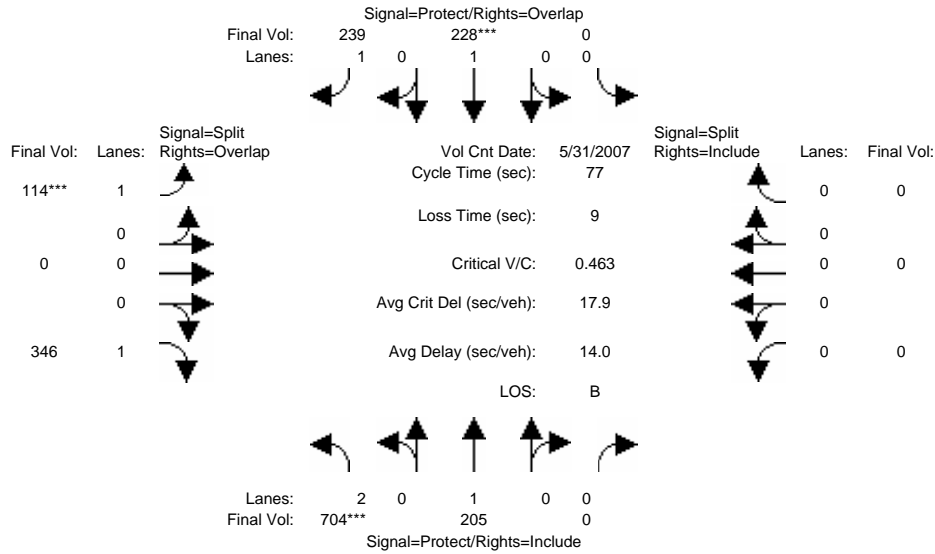 Signal=Protect/Rights=Overlap
Final Vol: 239 228*** 0
Lanes: 1 0 1 0 0
Signal=Split Signal=Split
Final Vol: Lanes: Rights=Overlap Vol Cnt Date: 5/31/2007 Rights=Include Lanes: Final Vol:
Cycle Time (sec): 77
114*** 1 0 0
Loss Time (sec): 9
0 0
0 0 Critical V/C: 0.463 0 0
0 Avg Crit Del (sec/veh): 17.9 0
346 1 Avg Delay (sec/veh): 14.0 0 0
LOS: B
Lanes: 2 0 1 0 0
Final Vol: 704*** 205 0
Signal=Protect/Rights=Include